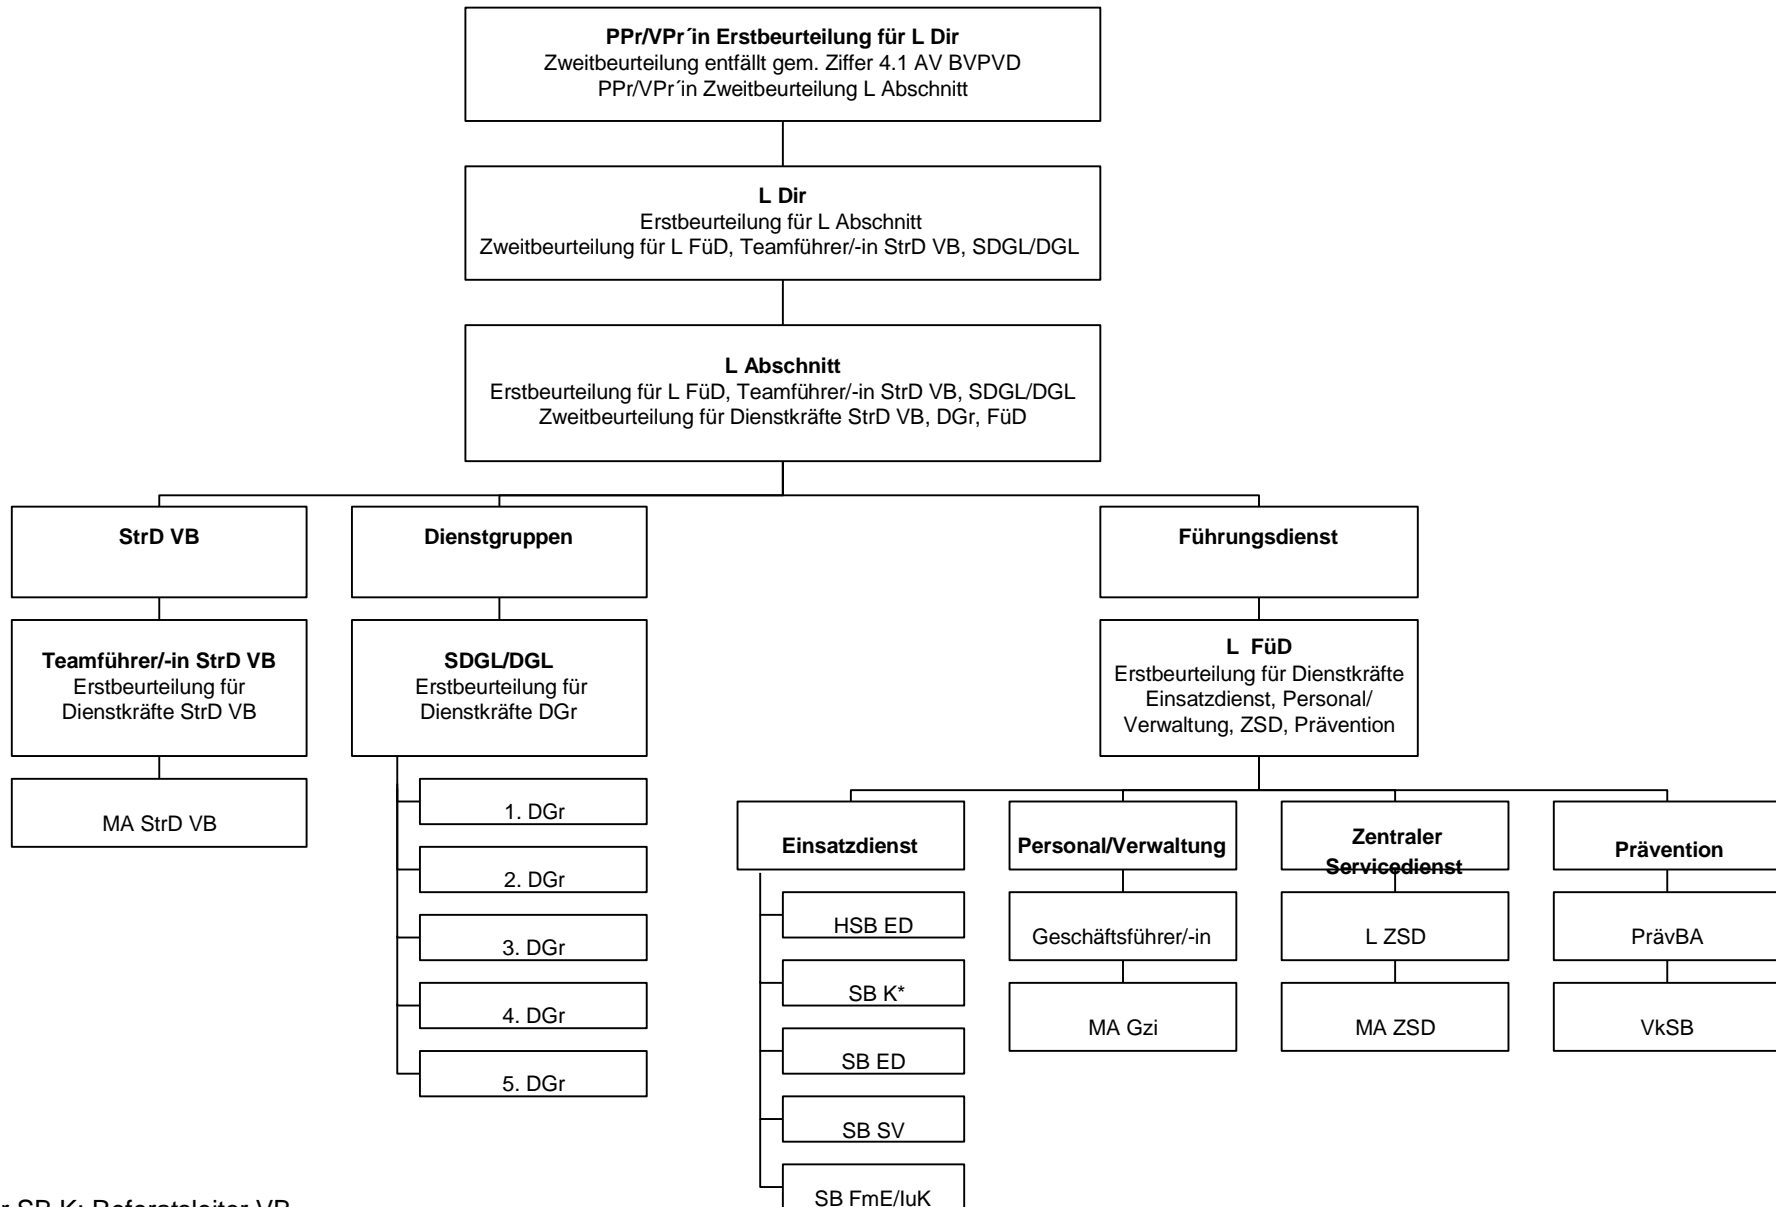 PPr/VPr´in Erstbeurteilung für L Dir
Zweitbeurteilung entfällt gem. Ziffer 4.1 AV BVPVD
PPr/VPr´in Zweitbeurteilung L Abschnitt
L Dir
Erstbeurteilung für L Abschnitt
Zweitbeurteilung für L FüD, Teamführer/-in StrD VB, SDGL/DGL
L Abschnitt
Erstbeurteilung für L FüD, Teamführer/-in StrD VB, SDGL/DGL
Zweitbeurteilung für Dienstkräfte StrD VB, DGr, FüD
StrD VB
Dienstgruppen
Führungsdienst
Teamführer/-in StrD VB
Erstbeurteilung für
Dienstkräfte StrD VB
SDGL/DGL
Erstbeurteilung für
Dienstkräfte DGr
L FüD
Erstbeurteilung für Dienstkräfte
Einsatzdienst, Personal/
Verwaltung, ZSD, Prävention
MA StrD VB
1. DGr
2. DGr
3. DGr
4. DGr
5. DGr
Einsatzdienst
Personal/Verwaltung
Zentraler
Servicedienst
Prävention
HSB ED
SB K*
SB ED
SB SV
SB FmE/IuK
Geschäftsführer/-in
MA Gzi
L ZSD
MA ZSD
PrävBA
VkSB
SB K: Referatsleiter VB